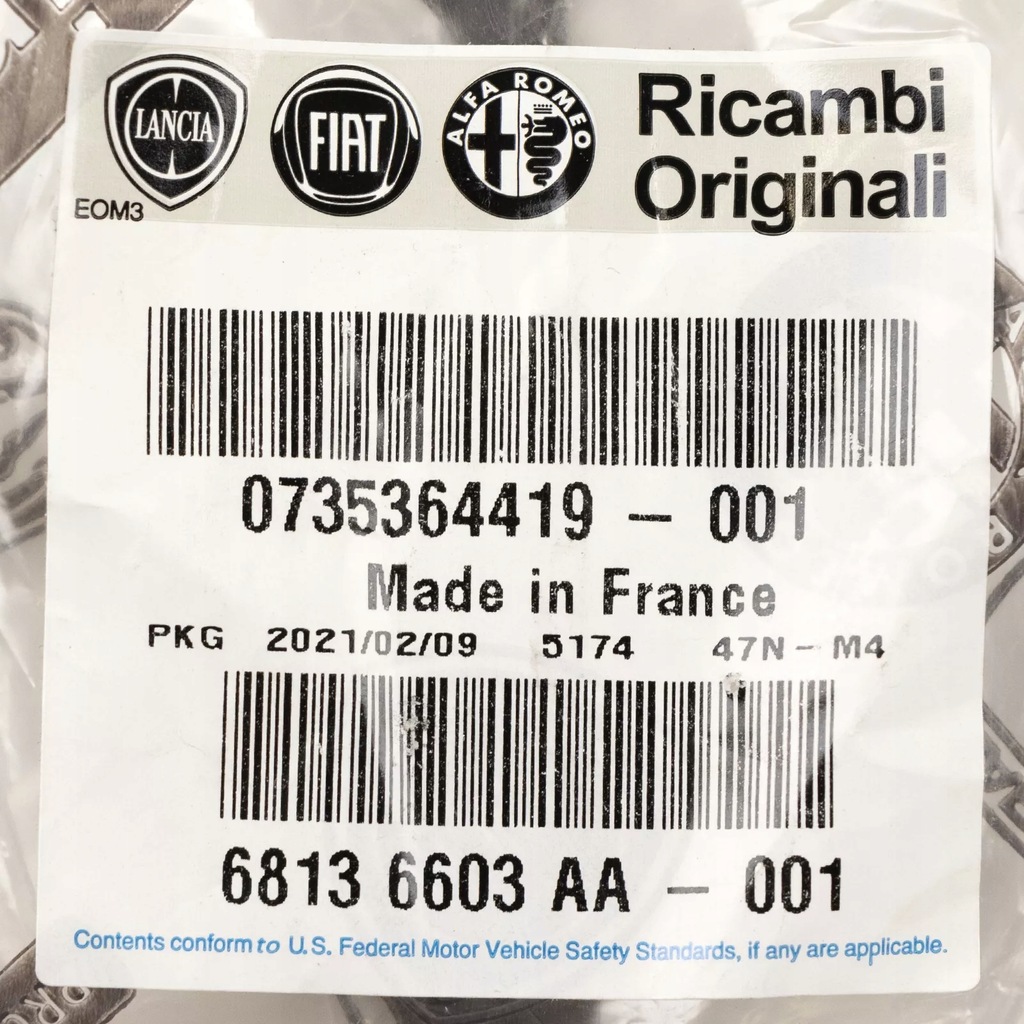 LANCIA
FIAT
ALFA ROMEO
Ricambi
Originali
EOM3
0735364419 – 001
Made in France
PKG 2021/02/09 5174 47N – M4
6813 6603 AA – 001
Contents conform to U.S. Federal Motor Vehicle Safety Standards, if any are applicable.